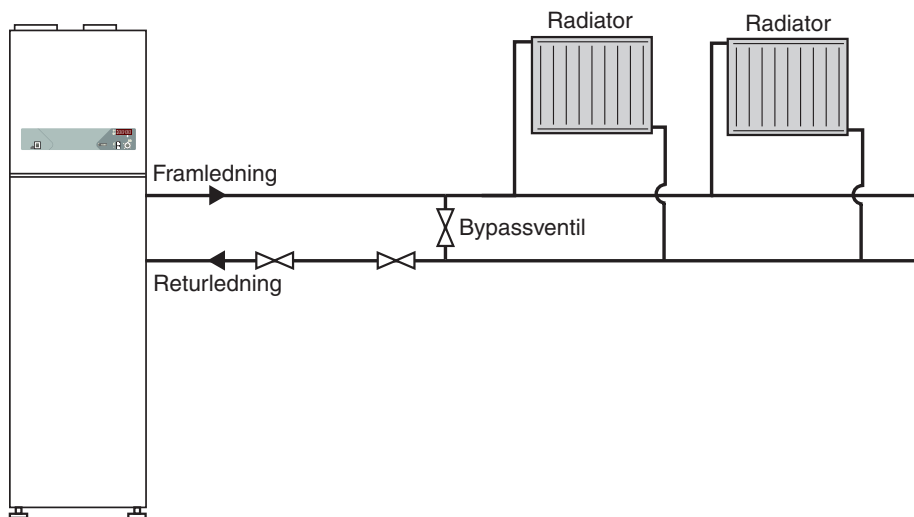 Radiator
Radiator
Framledning
Bypassventil
Returledning